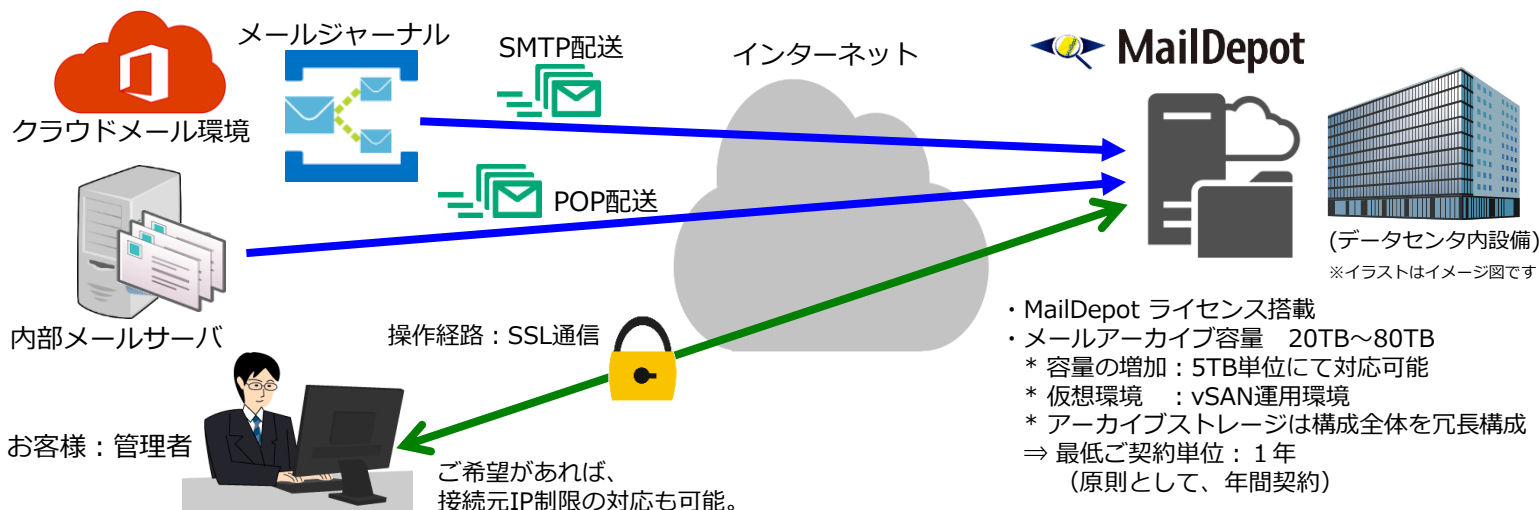 メールジャーナル
SMTP配送
インターネット
MailDepot
クラウドメール環境
POP配送
(データセンタ内設備)
※イラストはイメージ図です
内部メールサーバ
操作経路：SSL通信
お客様：管理者
ご希望があれば、
接続元IP制限の対応も可能。
・MailDepot ライセンス搭載
・メールアーカイブ容量　20TB～80TB
* 容量の増加：5TB単位にて対応可能
* 仮想環境　：vSAN運用環境
* アーカイブストレージは構成全体を冗長構成
⇒ 最低ご契約単位：１年
（原則として、年間契約）